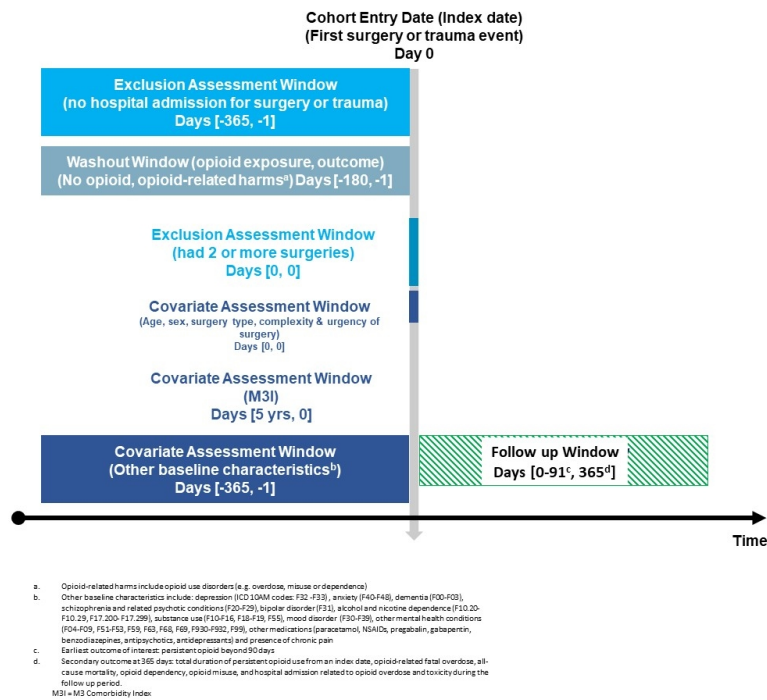 Cohort Entry Date (Index date)
(First surgery or trauma event)
Day 0
Exclusion Assessment Window
(no hospital admission for surgery or trauma)
Days [-365, -1]
Washout Window (opioid exposure, outcome)
(No opioid, opioid-related harmsᵃ) Days [-180, -1]
Exclusion Assessment Window
(had 2 or more surgeries)
Days [0, 0]
Covariate Assessment Window
(Age, sex, surgery type, complexity & urgency of
surgery)
Days [0, 0]
Covariate Assessment Window
(M3I)
Days [5 yrs, 0]
Covariate Assessment Window
(Other baseline characteristicsᵇ)
Days [-365, -1]
Follow up Window
Days [0-91ᶜ, 365ᵈ]
Time
a. Opioid-related harms include opioid use disorders (e.g. overdose, misuse or dependence)
b. Other baseline characteristics include: depression (ICD 10AM codes: F32 -F33) , anxiety (F40-F48), dementia (F00-F03),
schizophrenia and related psychotic conditions (F20-F29), bipolar disorder (F31), alcohol and nicotine dependence (F10.20-
F10.29, F17.200- F17.299), substance use (F10-F16, F18-F19, F55), mood disorder (F30-F39), other mental health conditions
(F04-F09, F51-F53, F59, F63, F68, F69, F930-F932, F99), other medications (paracetamol, NSAIDs, pregabalin, gabapentin,
benzodiazepines, antipsychotics, antidepressants) and presence of chronic pain
c. Earliest outcome of interest: persistent opioid beyond 90 days
d. Secondary outcome at 365 days: total duration of persistent opioid use from an index date, opioid-related fatal overdose, all-
cause mortality, opioid dependency, opioid misuse, and hospital admission related to opioid overdose and toxicity during the
follow up period.
M3I = M3 Comorbidity Index